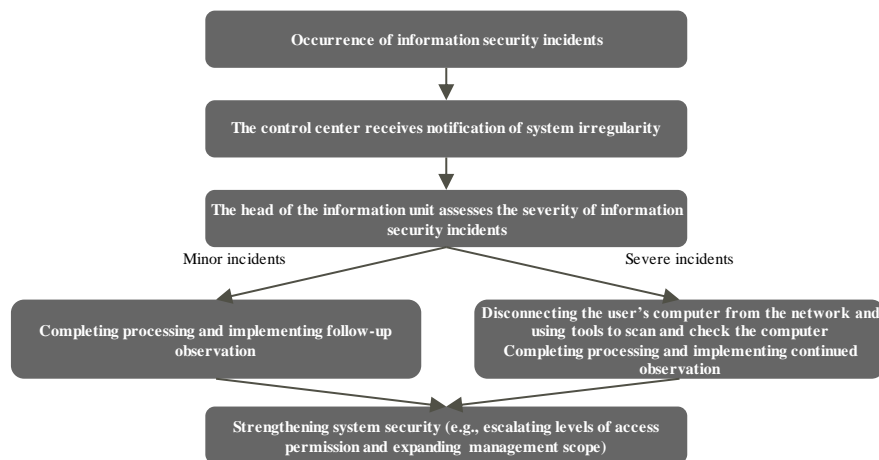 Occurrence of information security incidents
The control center receives notification of system irregularity
The head of the information unit assesses the severity of information
security incidents
Minor incidents
Severe incidents
Completing processing and implementing follow-up
observation
Disconnecting the user's computer from the network and
using tools to scan and check the computer
Completing processing and implementing continued
observation
Strengthening system security (e.g., escalating levels of access
permission and expanding management scope)